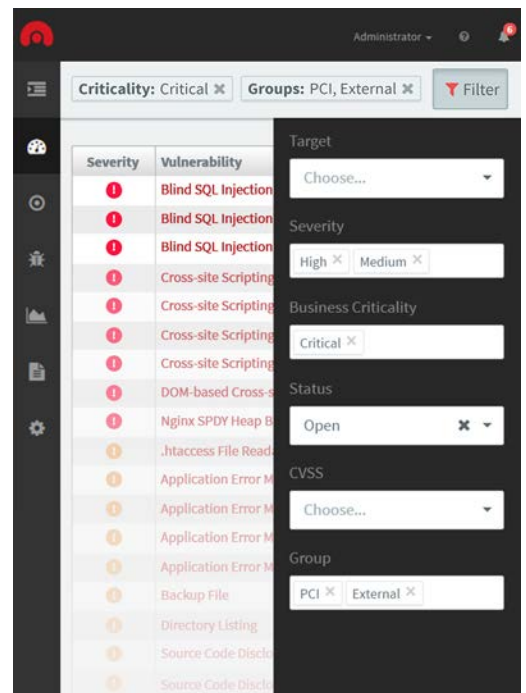 Administrator
6
Criticality: Critical Groups: PCI, External Filter
Severity Vulnerability
Blind SQL Injection
Blind SQL Injection
Blind SQL Injection
Cross-site Scripting
Cross-site Scripting
Cross-site Scripting
Cross-site Scripting
DOM-based Cross-s
Nginx SPDY Heap B
.htaccess File Read
Application Error M
Application Error M
Application Error M
Application Error M
Backup File
Directory Listing
Source Code Disclo
Source Code Disclo
Target
Choose...
Severity
High Medium
Business Criticality
Critical
Status
Open
CVSS
Choose...
Group
PCI External